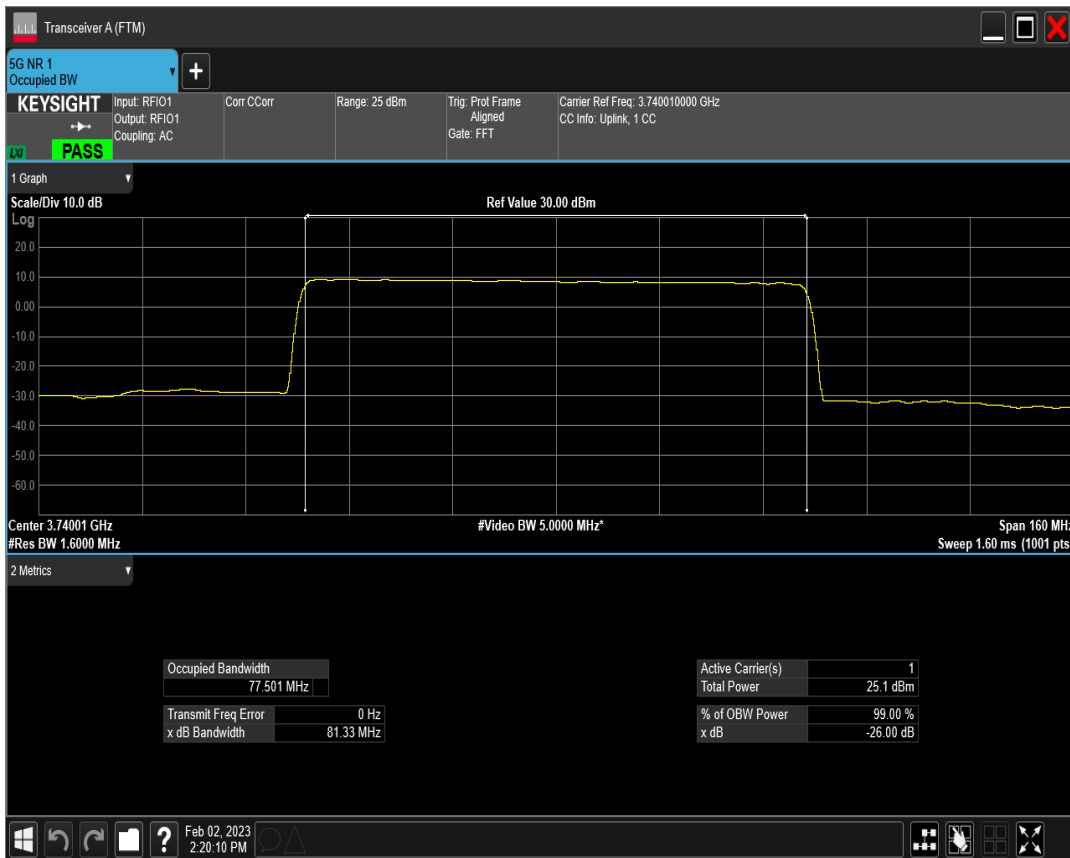 Transceiver A (FTM)
5G NR 1
Occupied BW
+
KEYSIGHT
LXI
PASS
Input: RFIO1
Output: RFIO1
Coupling: AC
Corr CCorr
Range: 25 dBm
Trig: Prot Frame
Aligned
Gate: FFT
Carrier Ref Freq: 3.740010000 GHz
CC Info: Uplink, 1 CC
1 Graph
Scale/Div 10.0 dB
Ref Value 30.00 dBm
Log
20.0
10.0
0.00
-10.0
-20.0
-30.0
-40.0
-50.0
-60.0
Center 3.74001 GHz
#Video BW 5.0000 MHz*
Span 160 MHz
#Res BW 1.6000 MHz
Sweep 1.60 ms (1001 pts
2 Metrics
Occupied Bandwidth
77.501 MHz
Transmit Freq Error 0 Hz
x dB Bandwidth 81.33 MHz
Active Carrier(s) 1
Total Power 25.1 dBm
% of OBW Power 99.00 %
x dB -26.00 dB
?
Feb 02, 2023
2:20:10 PM